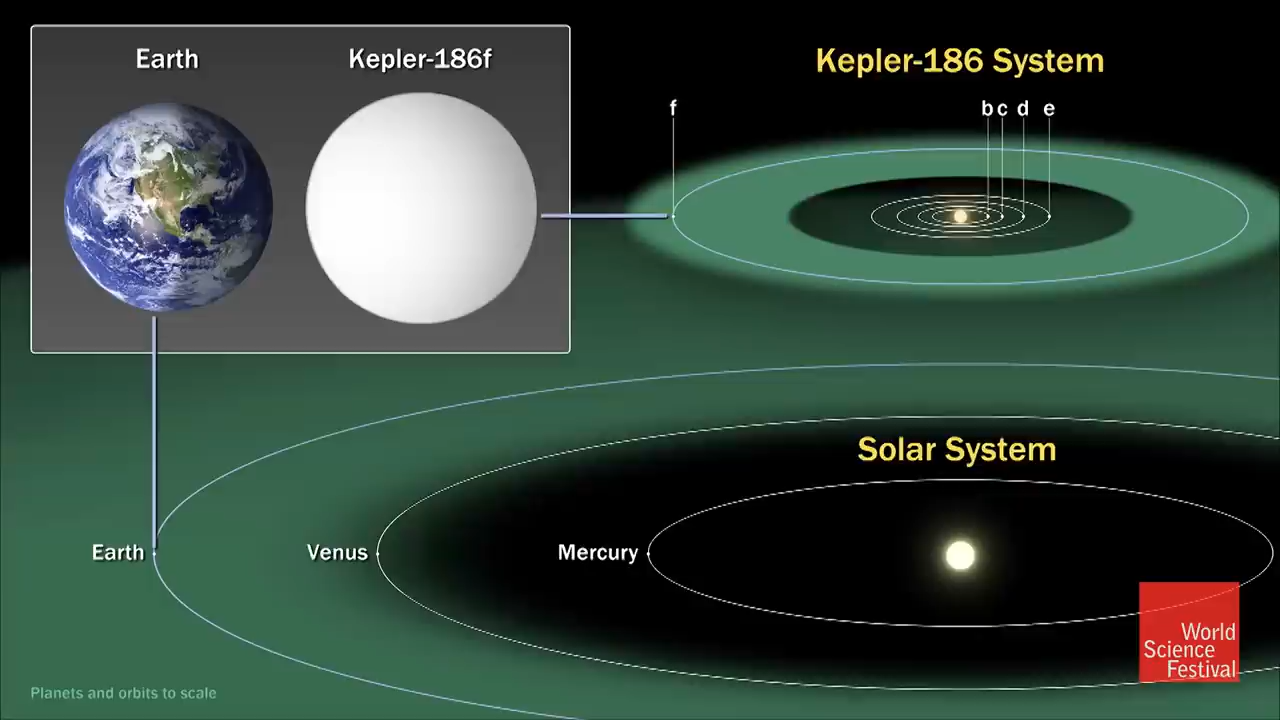 Earth
Kepler-186f
Kepler-186 System
f
b c d e
Solar System
Earth
Venus
Mercury
World
Science
Festival
Planets and orbits to scale